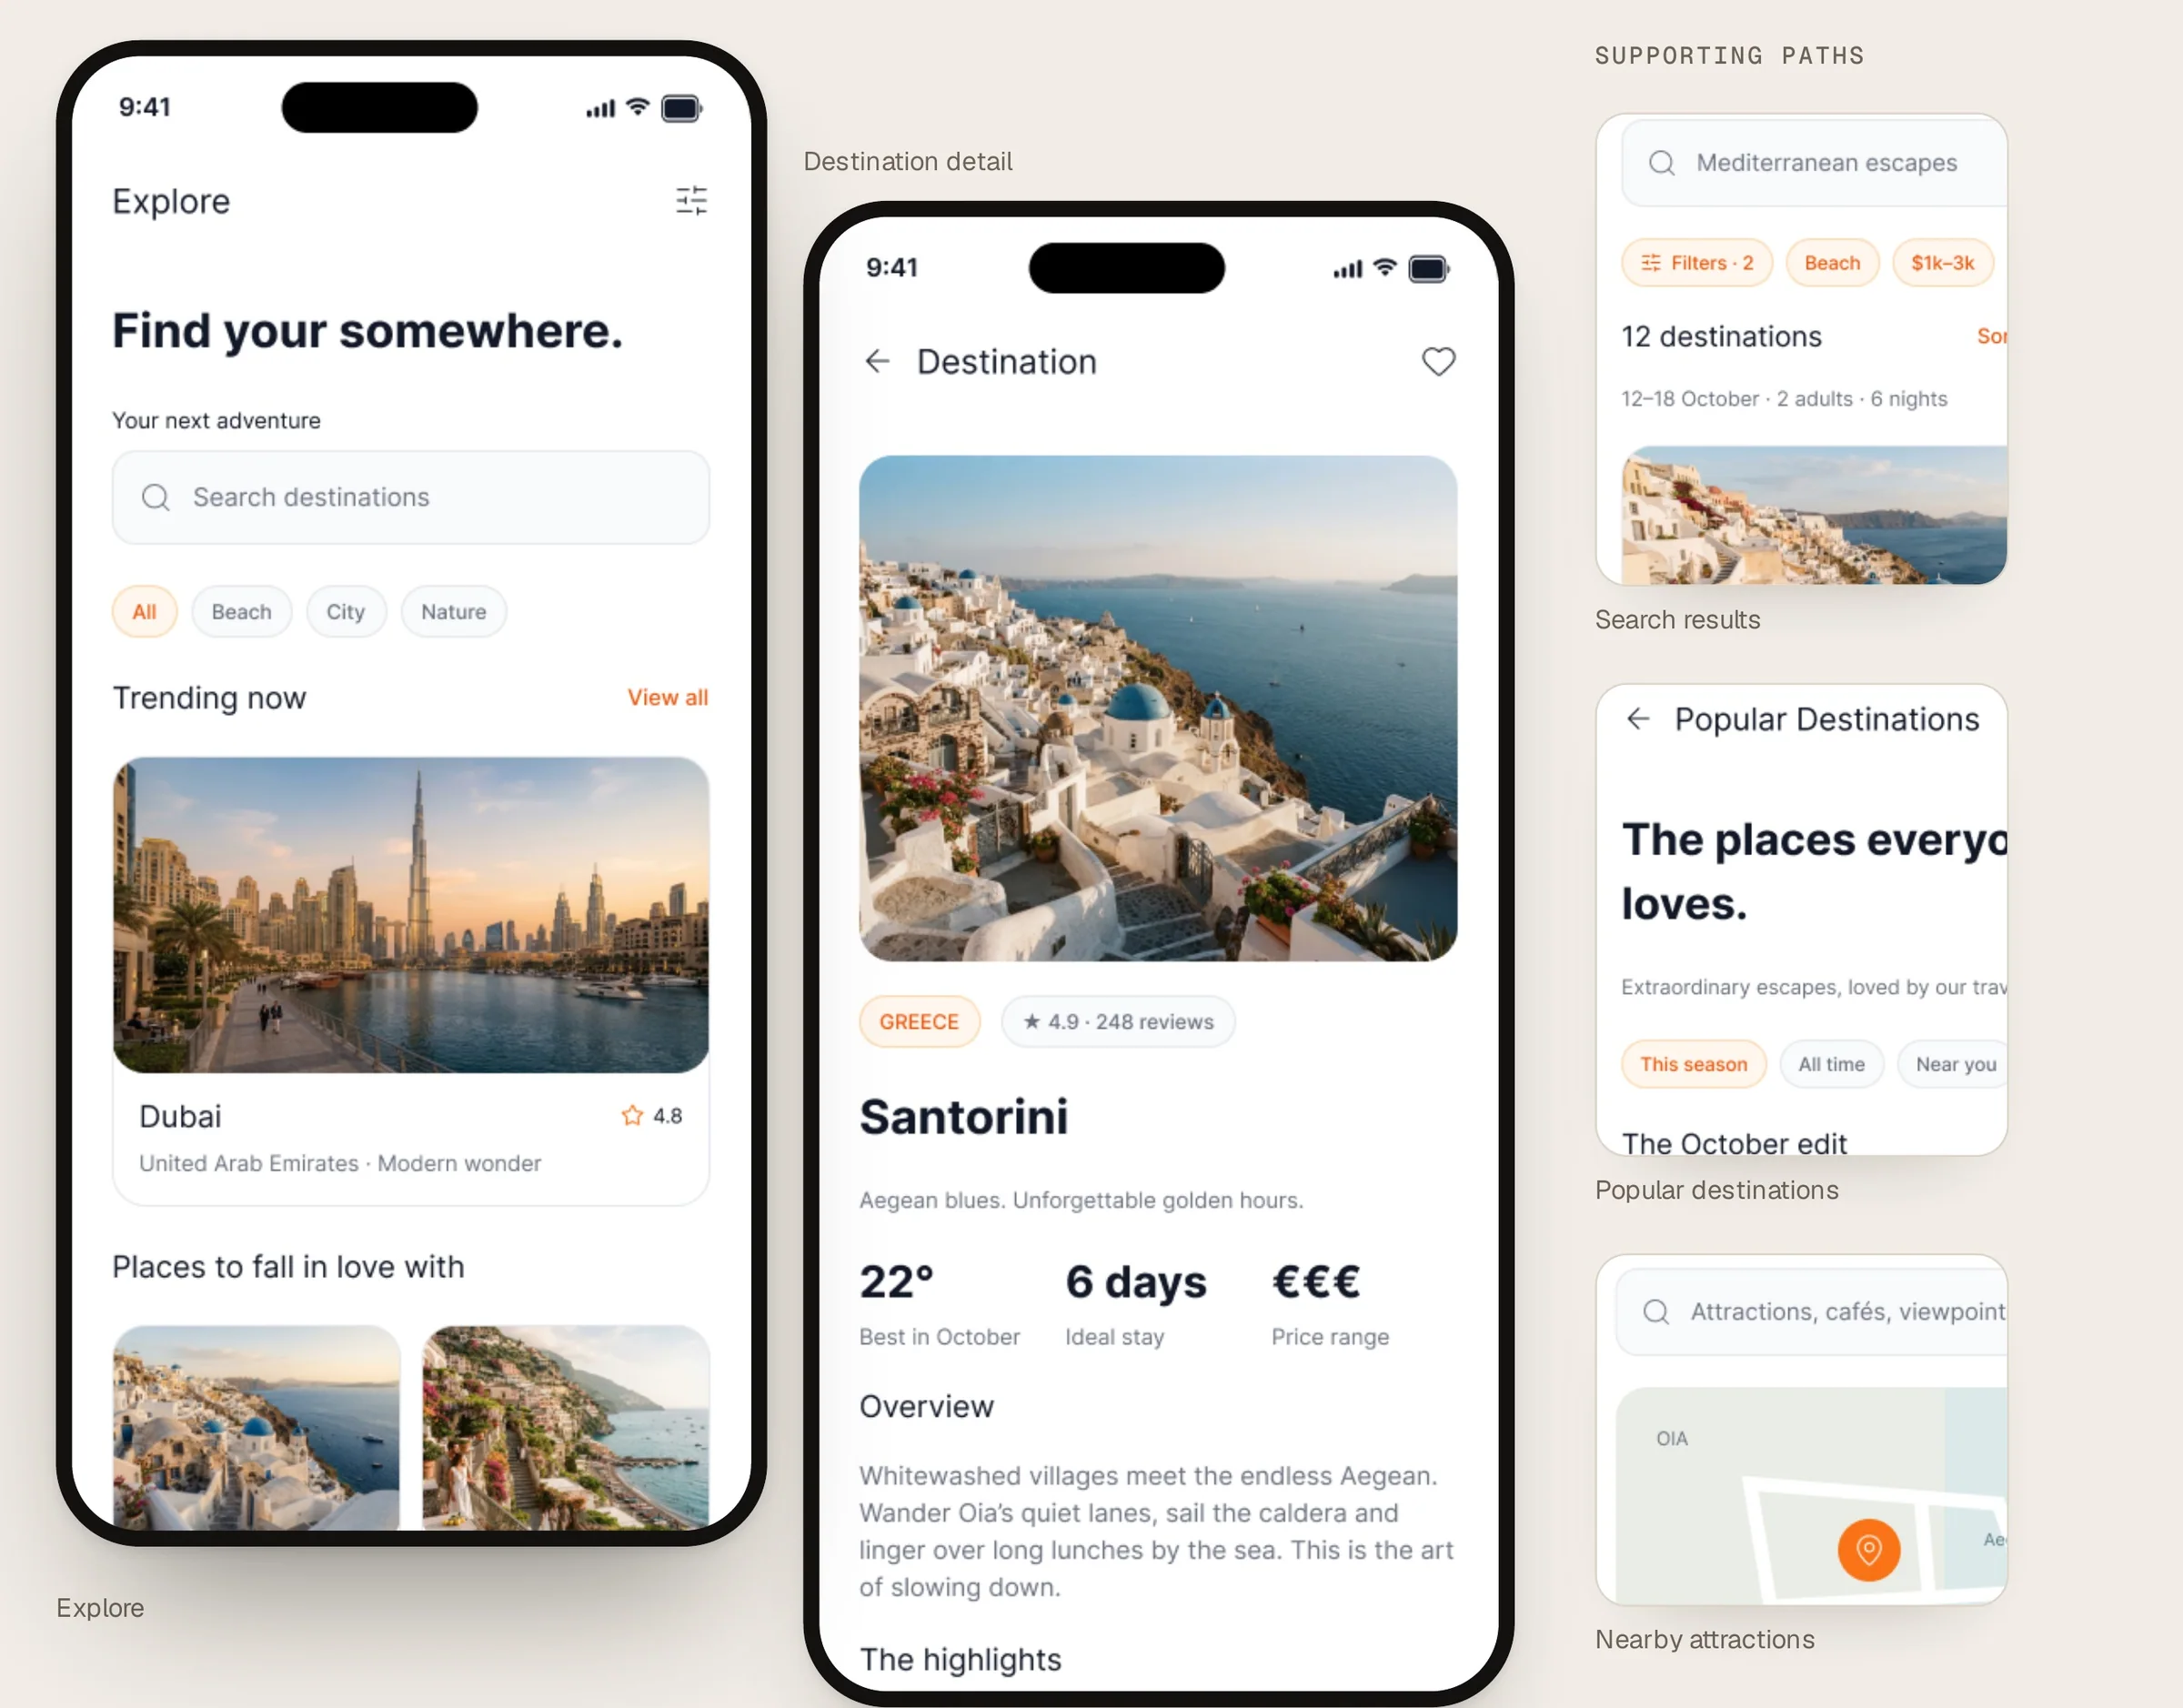 9:41
Explore
Find your somewhere.
Your next adventure
Search destinations
All
Beach
City
Nature
Trending now
View all
Dubai
4.8
United Arab Emirates · Modern wonder
Places to fall in love with
Explore
Destination detail
9:41
Destination
GREECE
★ 4.9 · 248 reviews
Santorini
Aegean blues. Unforgettable golden hours.
22°
6 days
€€€
Best in October
Ideal stay
Price range
Overview
Whitewashed villages meet the endless Aegean.
Wander Oia’s quiet lanes, sail the caldera and
linger over long lunches by the sea. This is the art
of slowing down.
The highlights
SUPPORTING PATHS
Mediterranean escapes
Filters · 2
Beach
$1k–3k
12 destinations
Sor
12–18 October · 2 adults · 6 nights
Search results
Popular Destinations
The places everyo
loves.
Extraordinary escapes, loved by our trav
This season
All time
Near you
The October edit
Popular destinations
Attractions, cafés, viewpoint
OIA
Ae
Nearby attractions